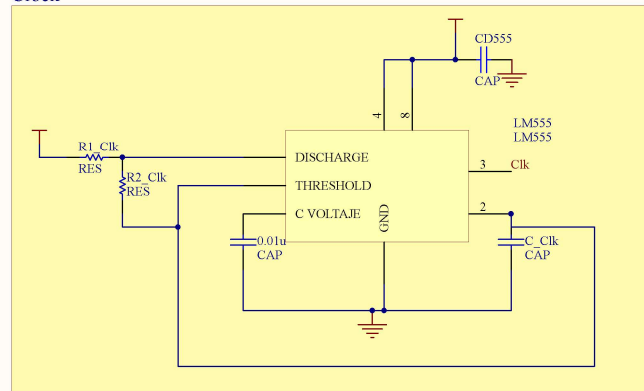 Clock
CD555
CAP
4
8
LM555
LM555
R1_Clk
RES
DISCHARGE
3
Clk
R2_Clk
RES
THRESHOLD
C VOLTAJE
GND
2
0.01u
CAP
C_Clk
CAP